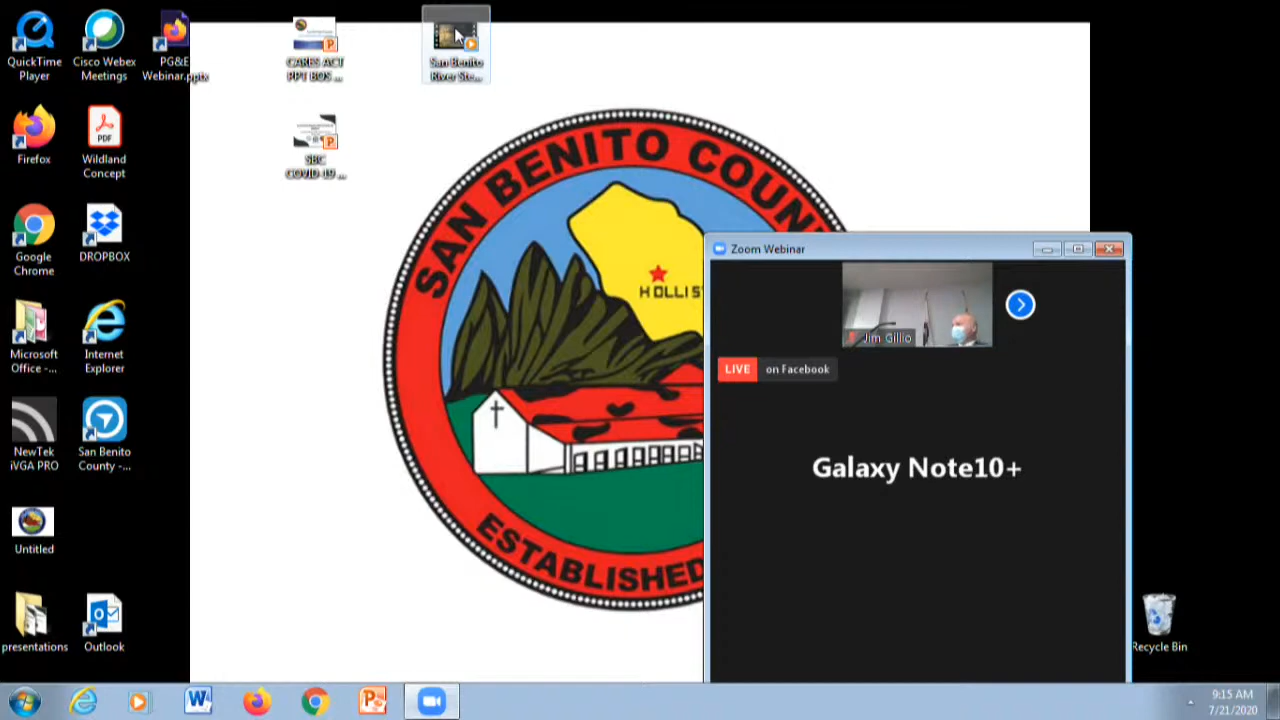 QuickTime
Player
Cisco Webex
Meetings
PG&E
Webinar.pptx
CARES ACT
PPT BOS ...
San Benito
River Ste...
Firefox
PDF
Wildland
Concept
SBC
COVID-19 ...
Google
Chrome
DROPBOX
Microsoft
Office -...
Internet
Explorer
NewTek
iVGA PRO
San Benito
County -...
Untitled
presentations
Outlook
SAN BENITO COUN
HOLLIS
ESTABLISHED
Zoom Webinar
Jim Gillio
LIVE on Facebook
Galaxy Note10+
Recycle Bin
9:15 AM
7/21/2020